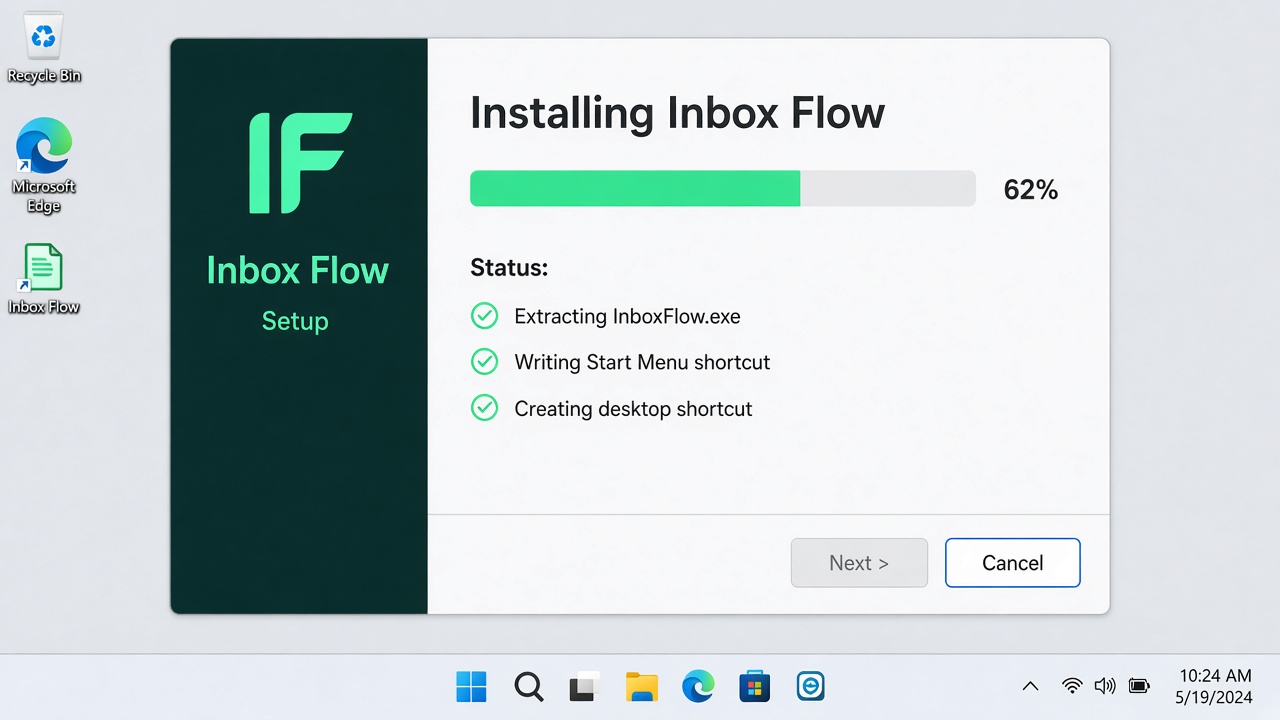 Recycle Bin
Microsoft
Edge
Inbox Flow
IF
Inbox Flow
Setup
Installing Inbox Flow
62%
Status:
Extracting InboxFlow.exe
Writing Start Menu shortcut
Creating desktop shortcut
Next >
Cancel
10:24 AM
5/19/2024